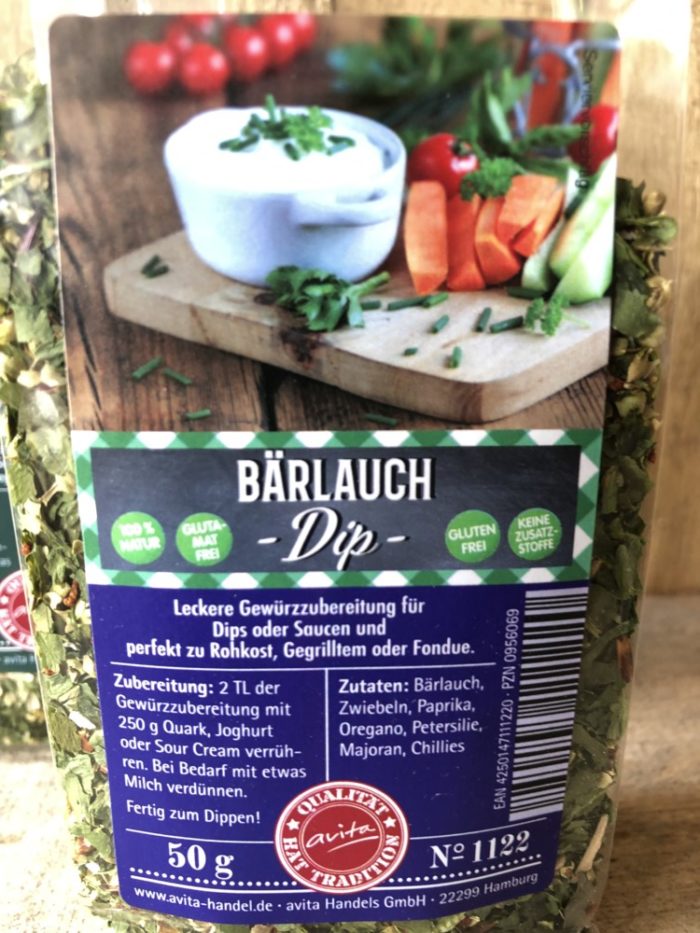 Serviervorschlag
BÄRLAUCH
- Dip -
100 %
NATUR
GLUTA-
MAT
FREI
GLUTEN
FREI
KEINE
ZUSATZ-
STOFFE
Leckere Gewürzzubereitung für
Dips oder Saucen und
perfekt zu Rohkost, Gegrilltem oder Fondue.
Zubereitung: 2 TL der
Gewürzzubereitung mit
250 g Quark, Joghurt
oder Sour Cream verrüh-
ren. Bei Bedarf mit etwas
Milch verdünnen.
Fertig zum Dippen!
Zutaten: Bärlauch,
Zwiebeln, Paprika,
Oregano, Petersilie,
Majoran, Chillies
EAN 4250147111220 · PZN 0956069
QUALITÄT
avita
HAT TRADITION
50 g
Nº 1122
www.avita-handel.de · avita Handels GmbH · 22299 Hamburg